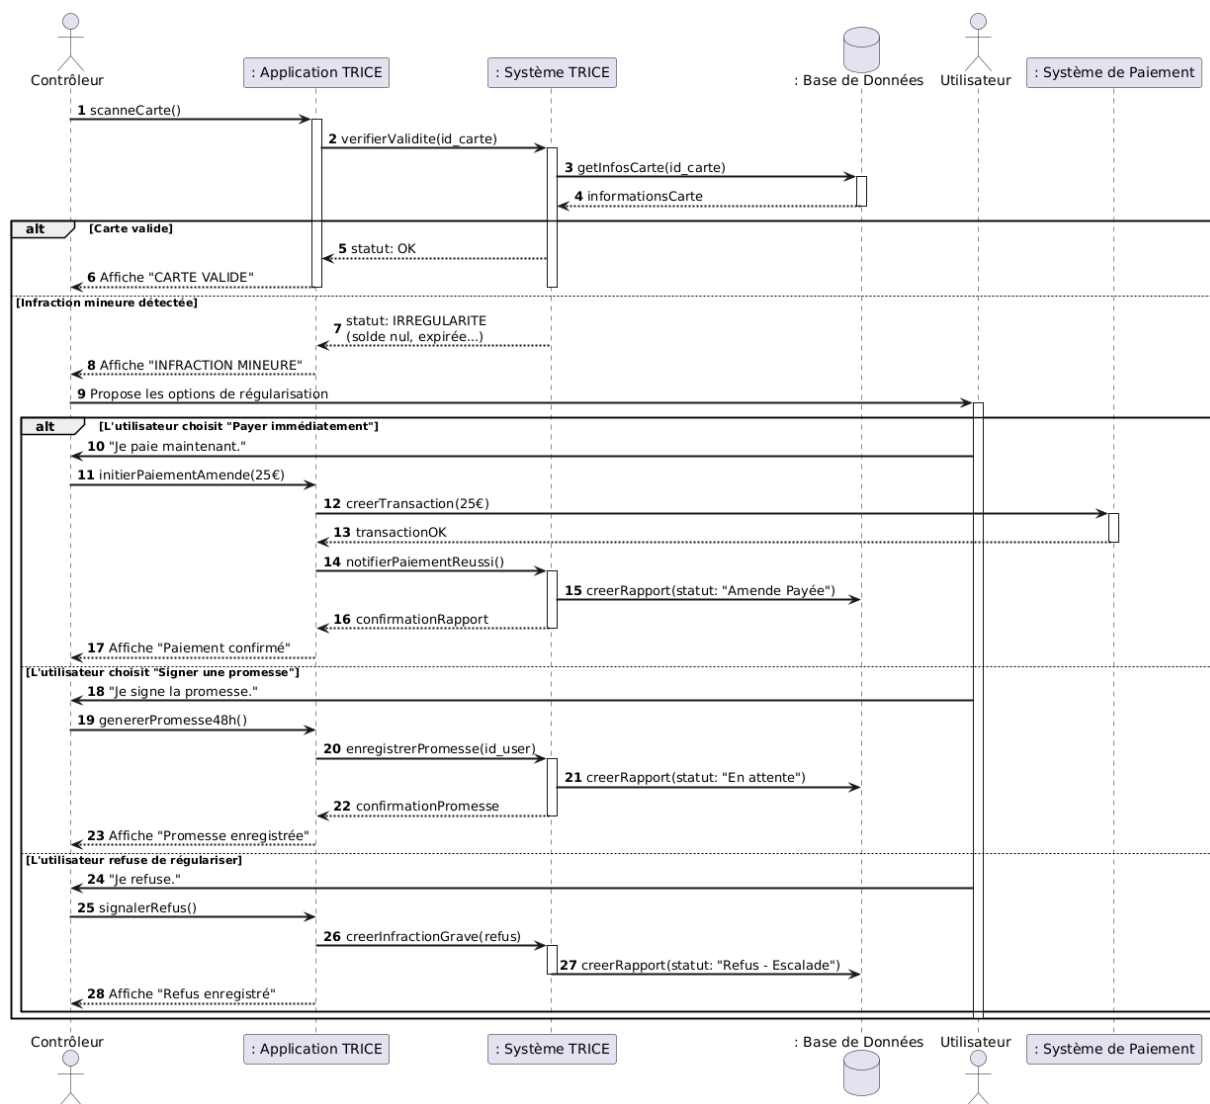 Contrôleur
: Application TRICE
: Système TRICE
: Base de Données
Utilisateur
: Système de Paiement
1 scanneCarte()
2 verifierValidite(id_carte)
3 getInfosCarte(id_carte)
4 informationsCarte
alt [Carte valide]
5 statut: OK
6 Affiche "CARTE VALIDE"
[Infraction mineure détectée]
7 statut: IRREGULARITE
(solde nul, expirée...)
8 Affiche "INFRACTION MINEURE"
9 Propose les options de régularisation
alt [L'utilisateur choisit "Payer immédiatement"]
10 "Je paie maintenant."
11 initierPaiementAmende(25€)
12 creerTransaction(25€)
13 transactionOK
14 notifierPaiementReussi()
15 creerRapport(statut: "Amende Payée")
16 confirmationRapport
17 Affiche "Paiement confirmé"
[L'utilisateur choisit "Signer une promesse"]
18 "Je signe la promesse."
19 genererPromesse48h()
20 enregistrerPromesse(id_user)
21 creerRapport(statut: "En attente")
22 confirmationPromesse
23 Affiche "Promesse enregistrée"
[L'utilisateur refuse de régulariser]
24 "Je refuse."
25 signalerRefus()
26 creerInfractionGrave(refus)
27 creerRapport(statut: "Refus - Escalade")
28 Affiche "Refus enregistré"
Contrôleur
: Application TRICE
: Système TRICE
: Base de Données
Utilisateur
: Système de Paiement